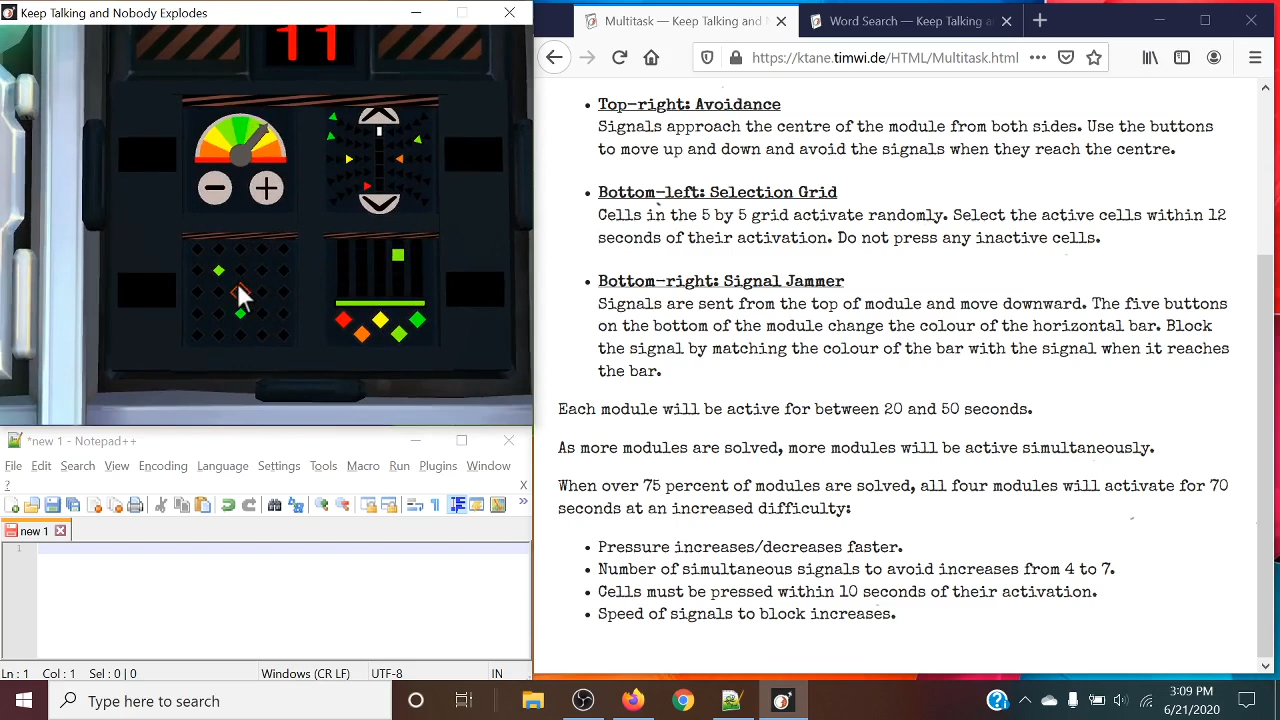 Keep Talking and Nobody Explodes
11
Multitask — Keep Talking and N
Word Search — Keep Talking and
https://ktane.timwi.de/HTML/Multitask.html
• Top-right: Avoidance
Signals approach the centre of the module from both sides. Use the buttons
to move up and down and avoid the signals when they reach the centre.
• Bottom-left: Selection Grid
Cells in the 5 by 5 grid activate randomly. Select the active cells within 12
seconds of their activation. Do not press any inactive cells.
• Bottom-right: Signal Jammer
Signals are sent from the top of module and move downward. The five buttons
on the bottom of the module change the colour of the horizontal bar. Block
the signal by matching the colour of the bar with the signal when it reaches
the bar.
Each module will be active for between 20 and 50 seconds.
As more modules are solved, more modules will be active simultaneously.
When over 75 percent of modules are solved, all four modules will activate for 70
seconds at an increased difficulty:
• Pressure increases/decreases faster.
• Number of simultaneous signals to avoid increases from 4 to 7.
• Cells must be pressed within 10 seconds of their activation.
• Speed of signals to block increases.
*new 1 - Notepad++
File Edit Search View Encoding Language Settings Tools Macro Run Plugins Window
?
X
new 1
1
Ln : 1 Col : 1 Sel : 0 | 0 Windows (CR LF) UTF-8 IN
Type here to search
3:09 PM
6/21/2020